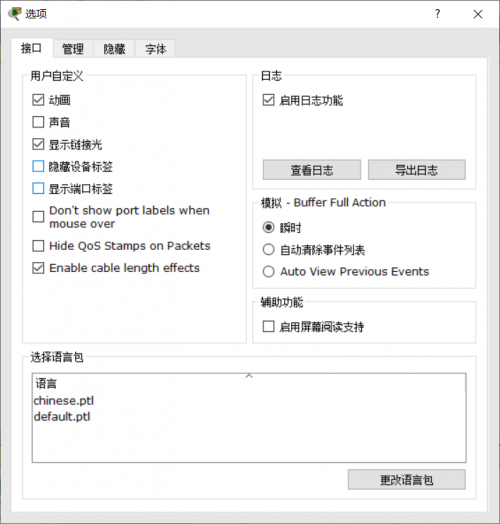 选项
?
接口 管理 隐藏 字体
用户自定义
动画
声音
显示链接光
隐藏设备标签
显示端口标签
Don't show port labels when
mouse over
Hide QoS Stamps on Packets
Enable cable length effects
日志
启用日志功能
查看日志 导出日志
模拟 - Buffer Full Action
瞬时
自动清除事件列表
Auto View Previous Events
辅助功能
启用屏幕阅读支持
选择语言包
语言
chinese.ptl
default.ptl
更改语言包